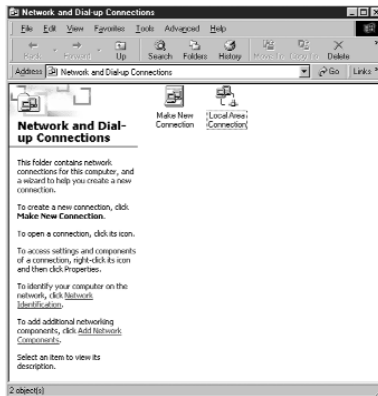 Network and Dial-up Connections
File Edit View Favorites Tools Advanced Help
Back Forward Up Search Folders History Move To Copy To Delete
Address Network and Dial-up Connections Go Links »
Make New
Connection
Local Area
Connection
Network and Dial-
up Connections
This folder contains network
connections for this computer, and
a wizard to help you create a new
connection.
To create a new connection, click
Make New Connection.
To open a connection, click its icon.
To access settings and components
of a connection, right-click its icon
and then click Properties.
To identify your computer on the
network, click Network
Identification.
To add additional networking
components, click Add Network
Components.
Select an item to view its
description.
2 object(s)